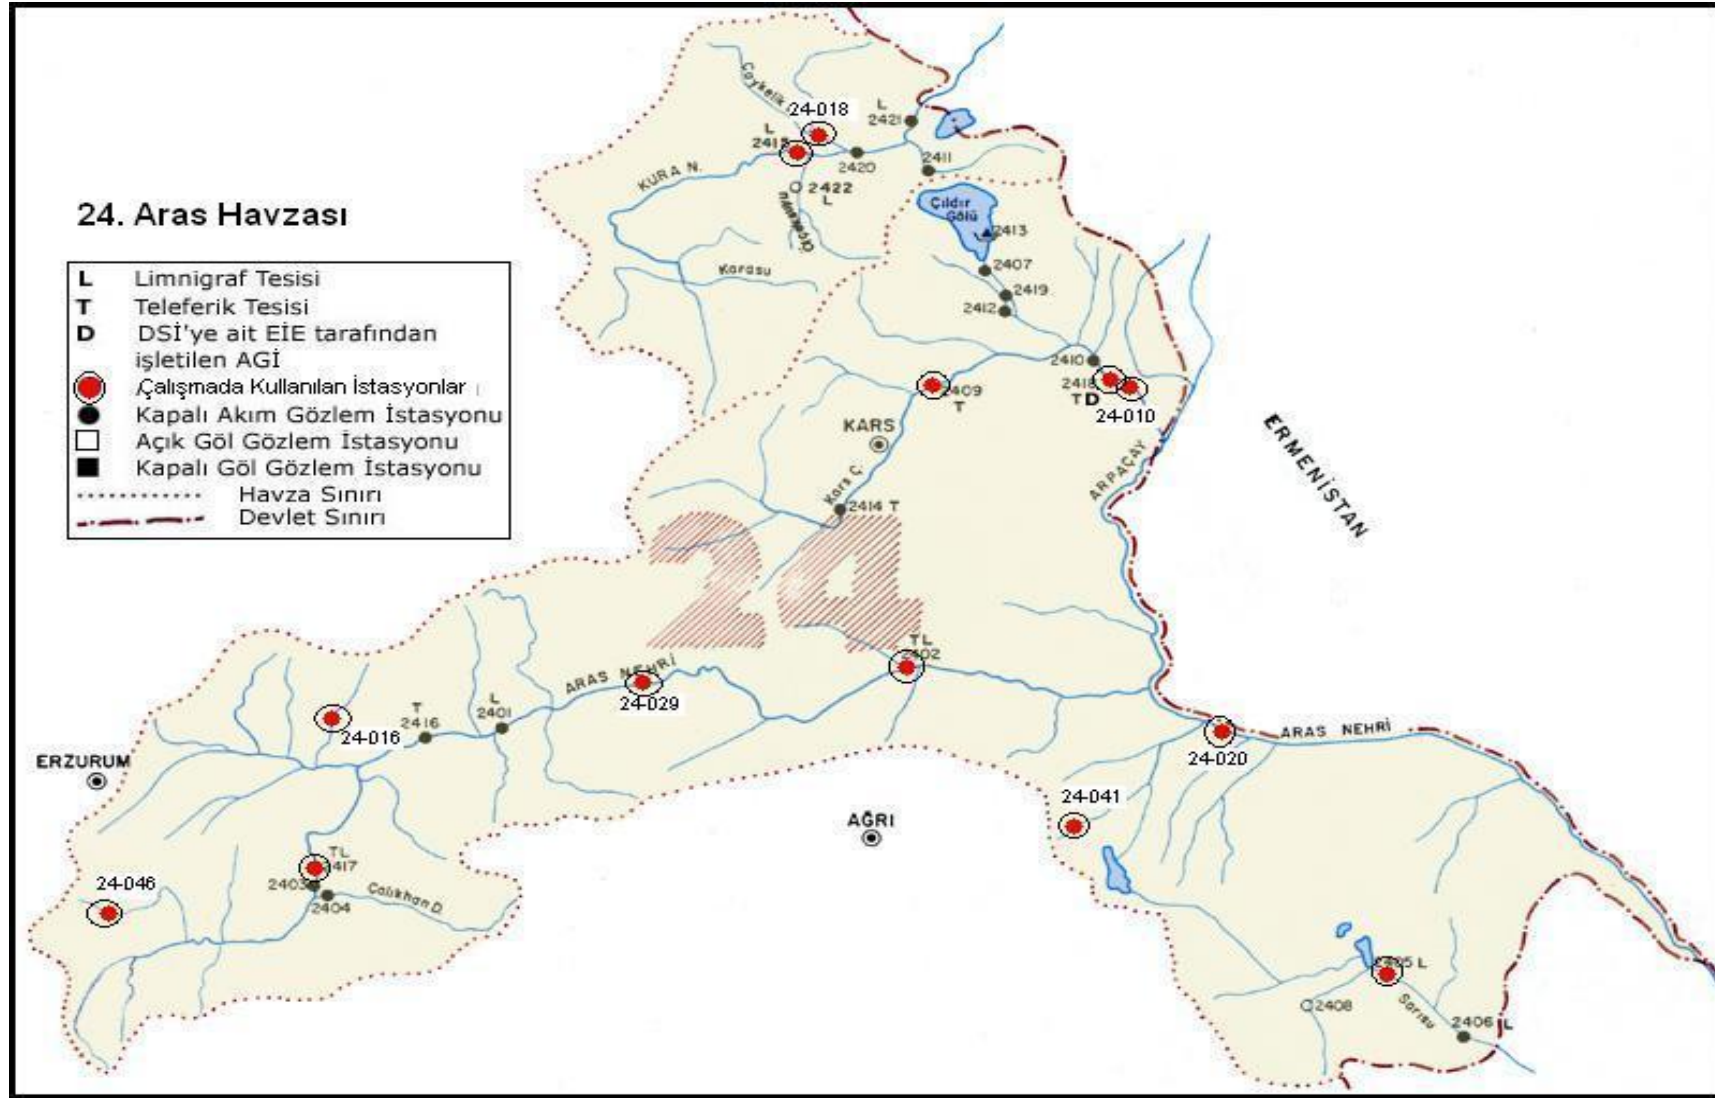 24. Aras Havzası
L Limnigraf Tesisi
T Teleferik Tesisi
D DSİ'ye ait EİE tarafından
işletilen AGİ
Çalışmada Kullanılan İstasyonlar
Kapalı Akım Gözlem İstasyonu
Açık Göl Gözlem İstasyonu
Kapalı Göl Gözlem İstasyonu
Havza Sınırı
Devlet Sınırı
24-018
L
2421
L
2420
2411
KURA N.
2422
L
Çıldır
Gölü
2413
Karasu
2407
2419
2412
2410
2418
T D
24-010
2409
T
KARS
Kars Ç.
2414 T
ARPAÇAY
ERMENİSTAN
24
TL
2402
ARAS NEHRİ
24-029
24-016
T
2416
L
2401
ERZURUM
24-020
ARAS NEHRİ
24-041
AĞRI
TL
2417
2403
2404
Çalıkhan D.
24-046
2405 L
2408
Sarısu
2406 L